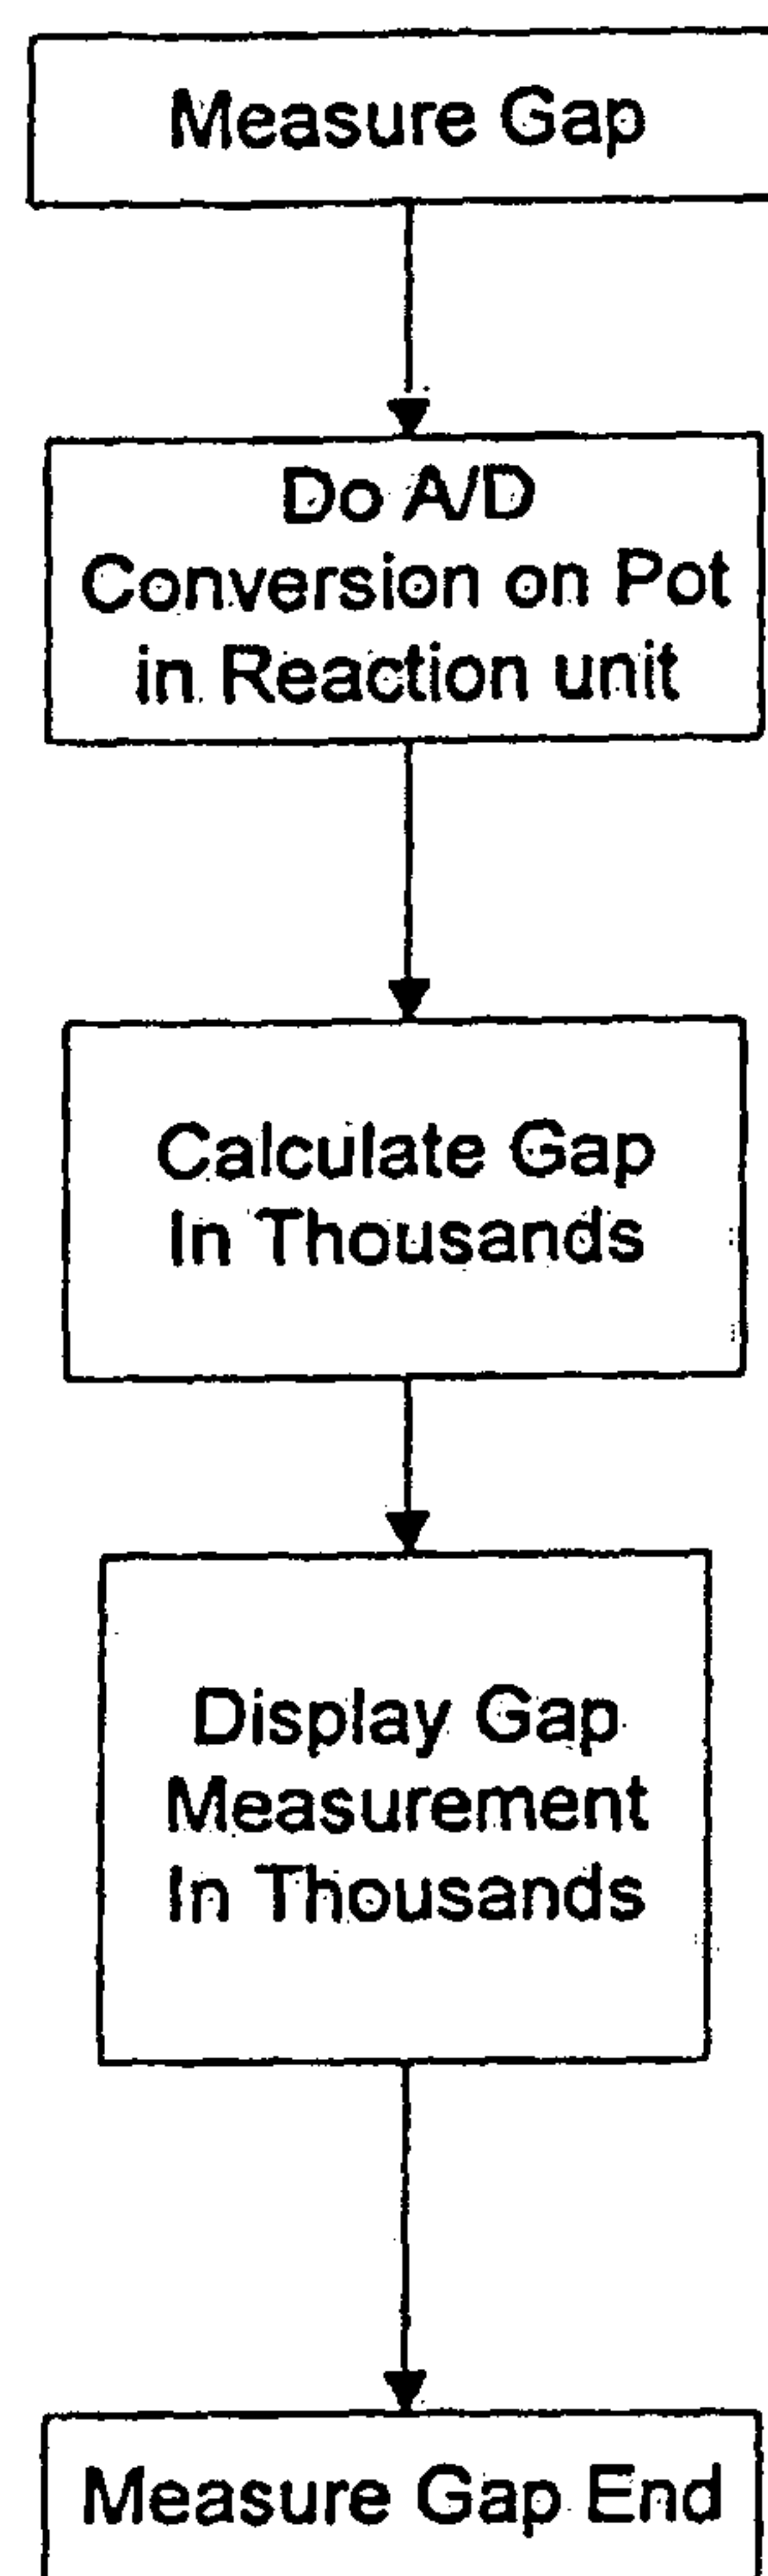 Measure Gap
Do A/D
Conversion on Pot
in Reaction unit
Calculate Gap
In Thousands
Display Gap
Measurement
In Thousands
Measure Gap End